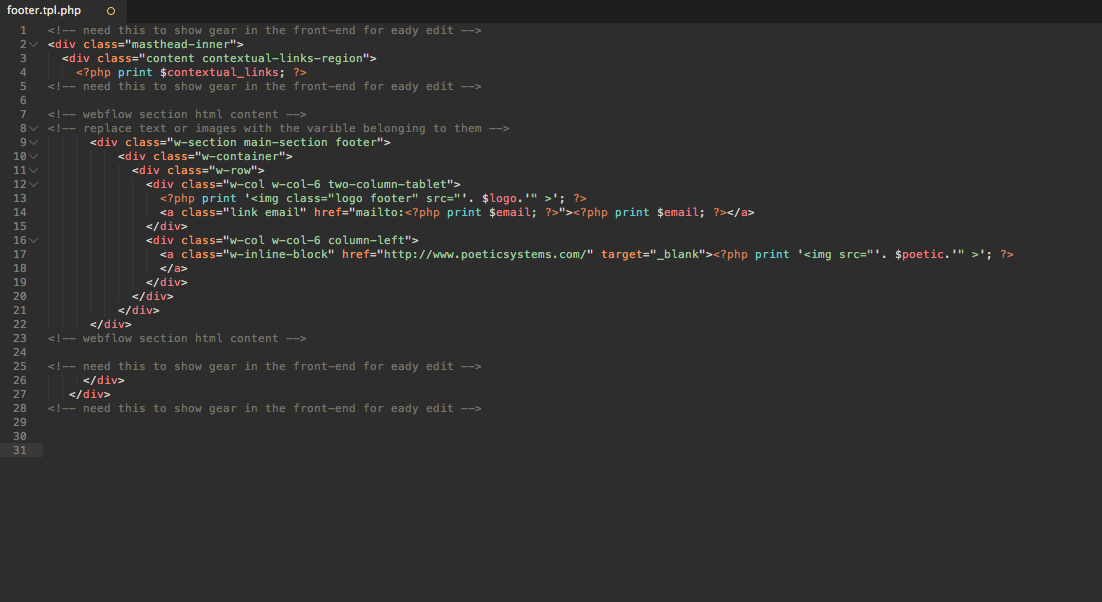 footer.tpl.php
1 <!-- need this to show gear in the front-end for eady edit -->
2 <div class="masthead-inner">
3 <div class="content contextual-links-region">
4 <?php print $contextual_links; ?>
5 <!-- need this to show gear in the front-end for eady edit -->
6
7 <!-- webflow section html content -->
8 <!-- replace text or images with the varible belonging to them -->
9 <div class="w-section main-section footer">
10 <div class="w-container">
11 <div class="w-row">
12 <div class="w-col w-col-6 two-column-tablet">
13 <?php print '<img class="logo footer" src="'. $logo.'" >'; ?>
14 <a class="link email" href="mailto:<?php print $email; ?>"><?php print $email; ?></a>
15 </div>
16 <div class="w-col w-col-6 column-left">
17 <a class="w-inline-block" href="http://www.poeticsystems.com/" target="_blank"><?php print '<img src="'. $poetic.'" >'; ?>
18 </a>
19 </div>
20 </div>
21 </div>
22 </div>
23 <!-- webflow section html content -->
24
25 <!-- need this to show gear in the front-end for eady edit -->
26 </div>
27 </div>
28 <!-- need this to show gear in the front-end for eady edit -->
29
30
31